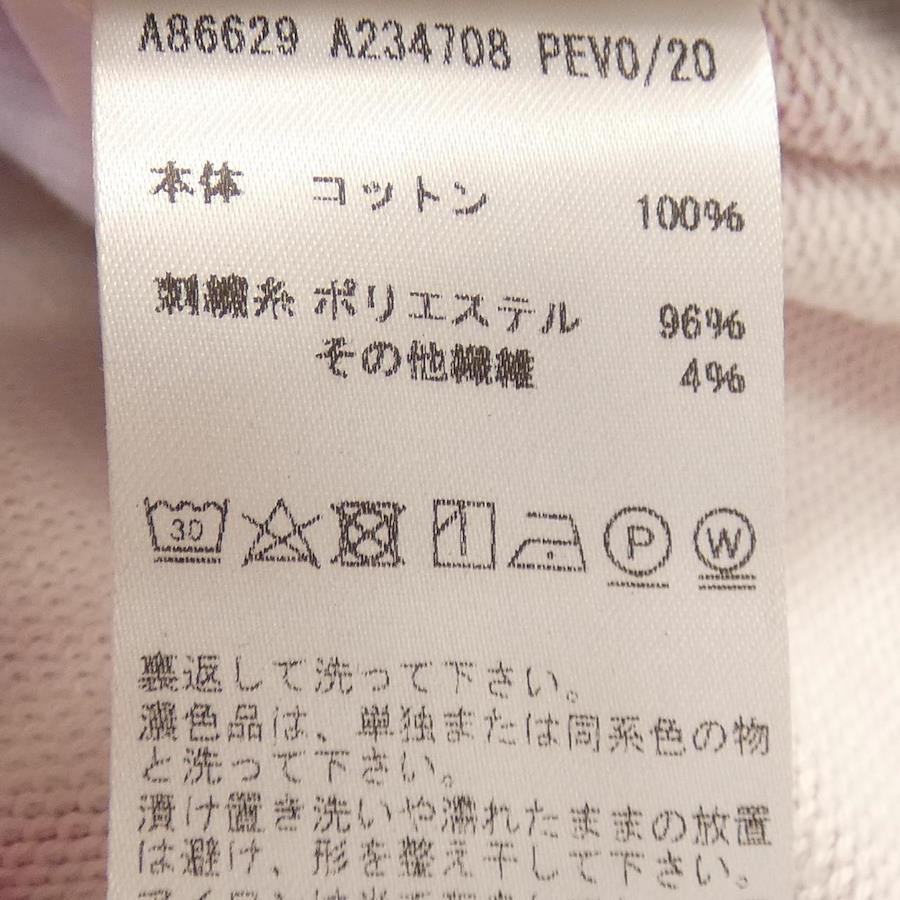 A86629 A234708 PEV0/20
本体 コットン 100%
刺繍糸 ポリエステル 96%
その他繊維 4%
30 P W
裏返して洗って下さい。
濃色品は、単独または同系色の物
と洗って下さい。
漬け置き洗いや濡れたままの放置
は避け、形を整え干して下さい。